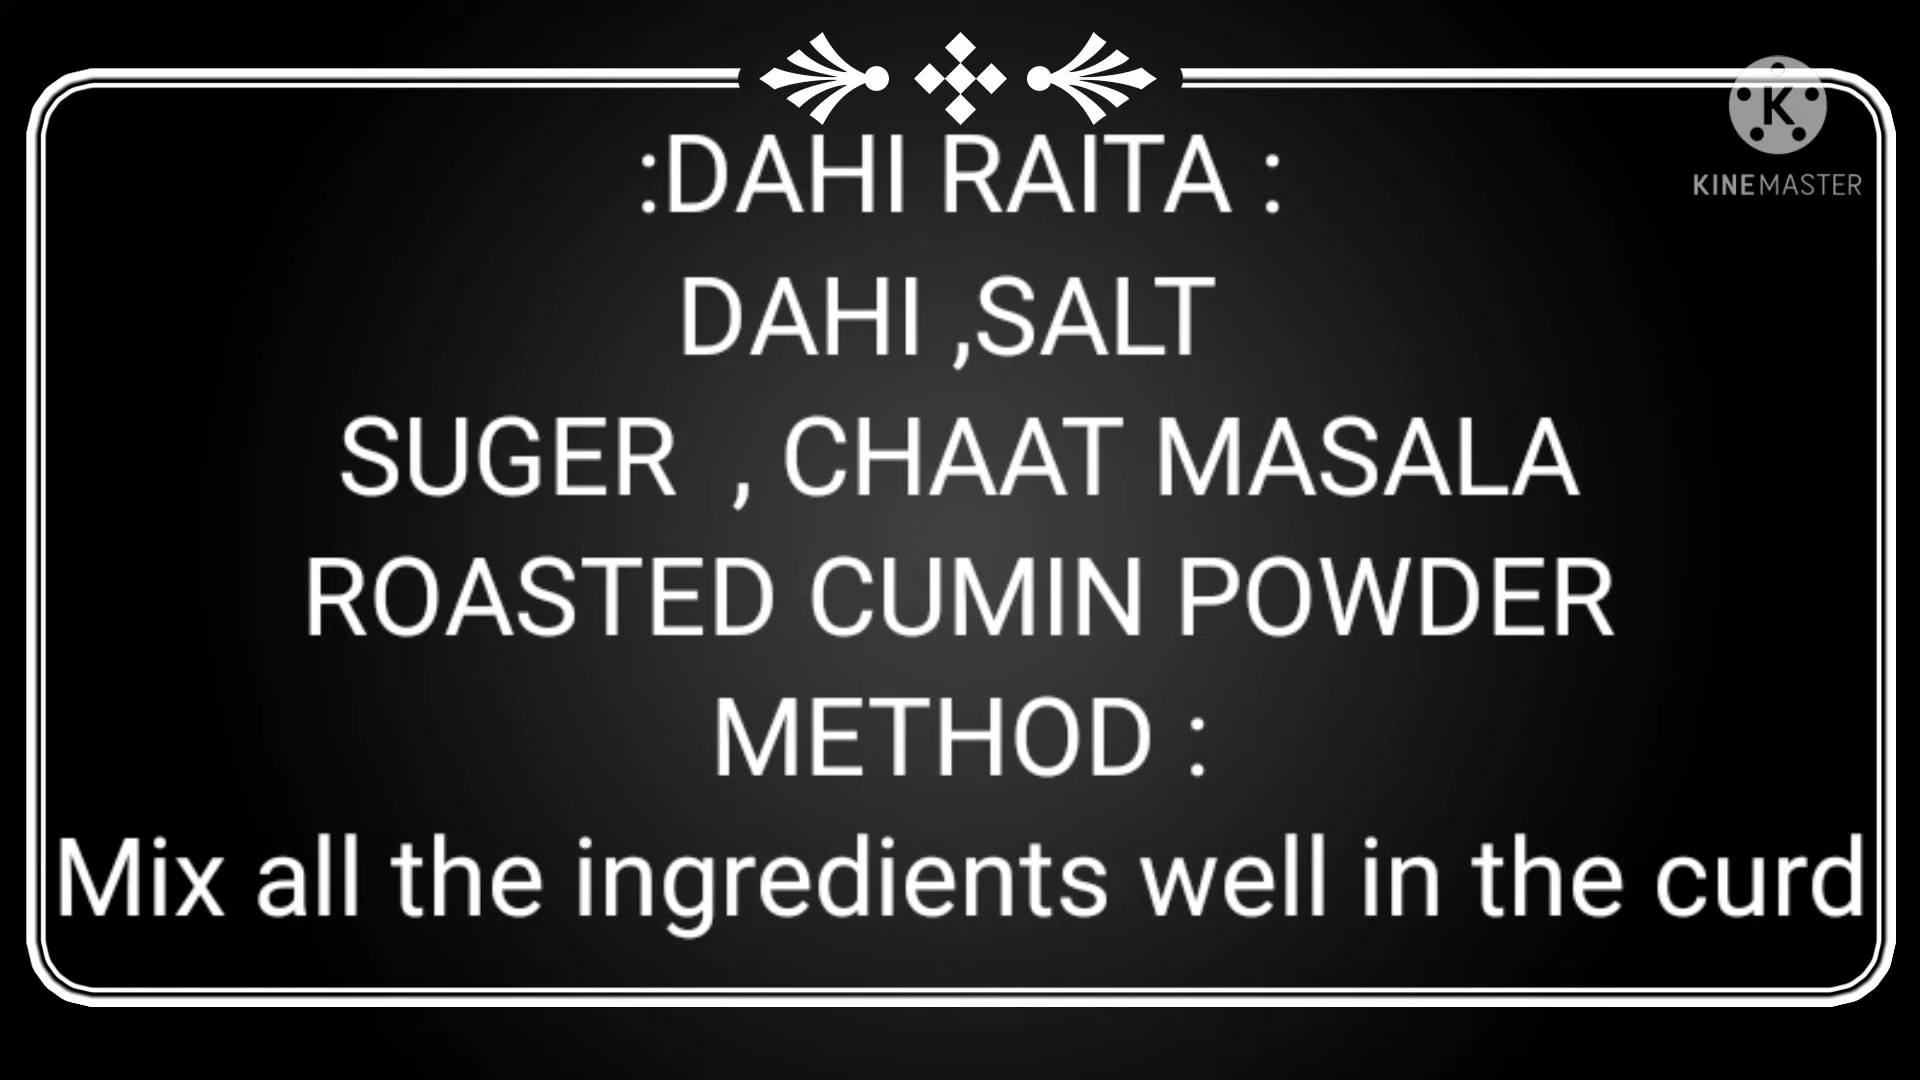 :DAHI RAITA :
K
KINEMASTER
DAHI ,SALT
SUGER  , CHAAT MASALA
ROASTED CUMIN POWDER
METHOD :
Mix all the ingredients well in the curd